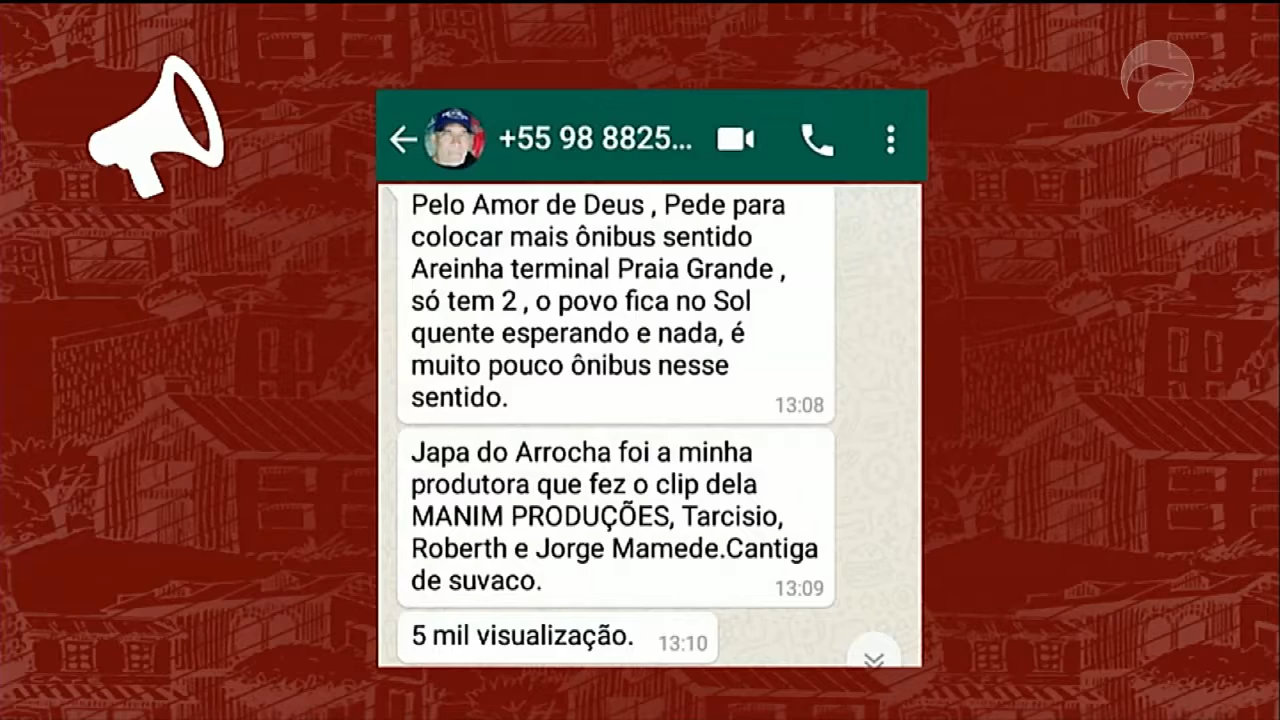 +55 98 8825...
Pelo Amor de Deus , Pede para
colocar mais ônibus sentido
Areinha terminal Praia Grande ,
só tem 2 , o povo fica no Sol
quente esperando e nada, é
muito pouco ônibus nesse
sentido.
13:08
Japa do Arrocha foi a minha
produtora que fez o clip dela
MANIM PRODUÇÕES, Tarcisio,
Roberth e Jorge Mamede.Cantiga
de suvaco.
13:09
5 mil visualização.
13:10